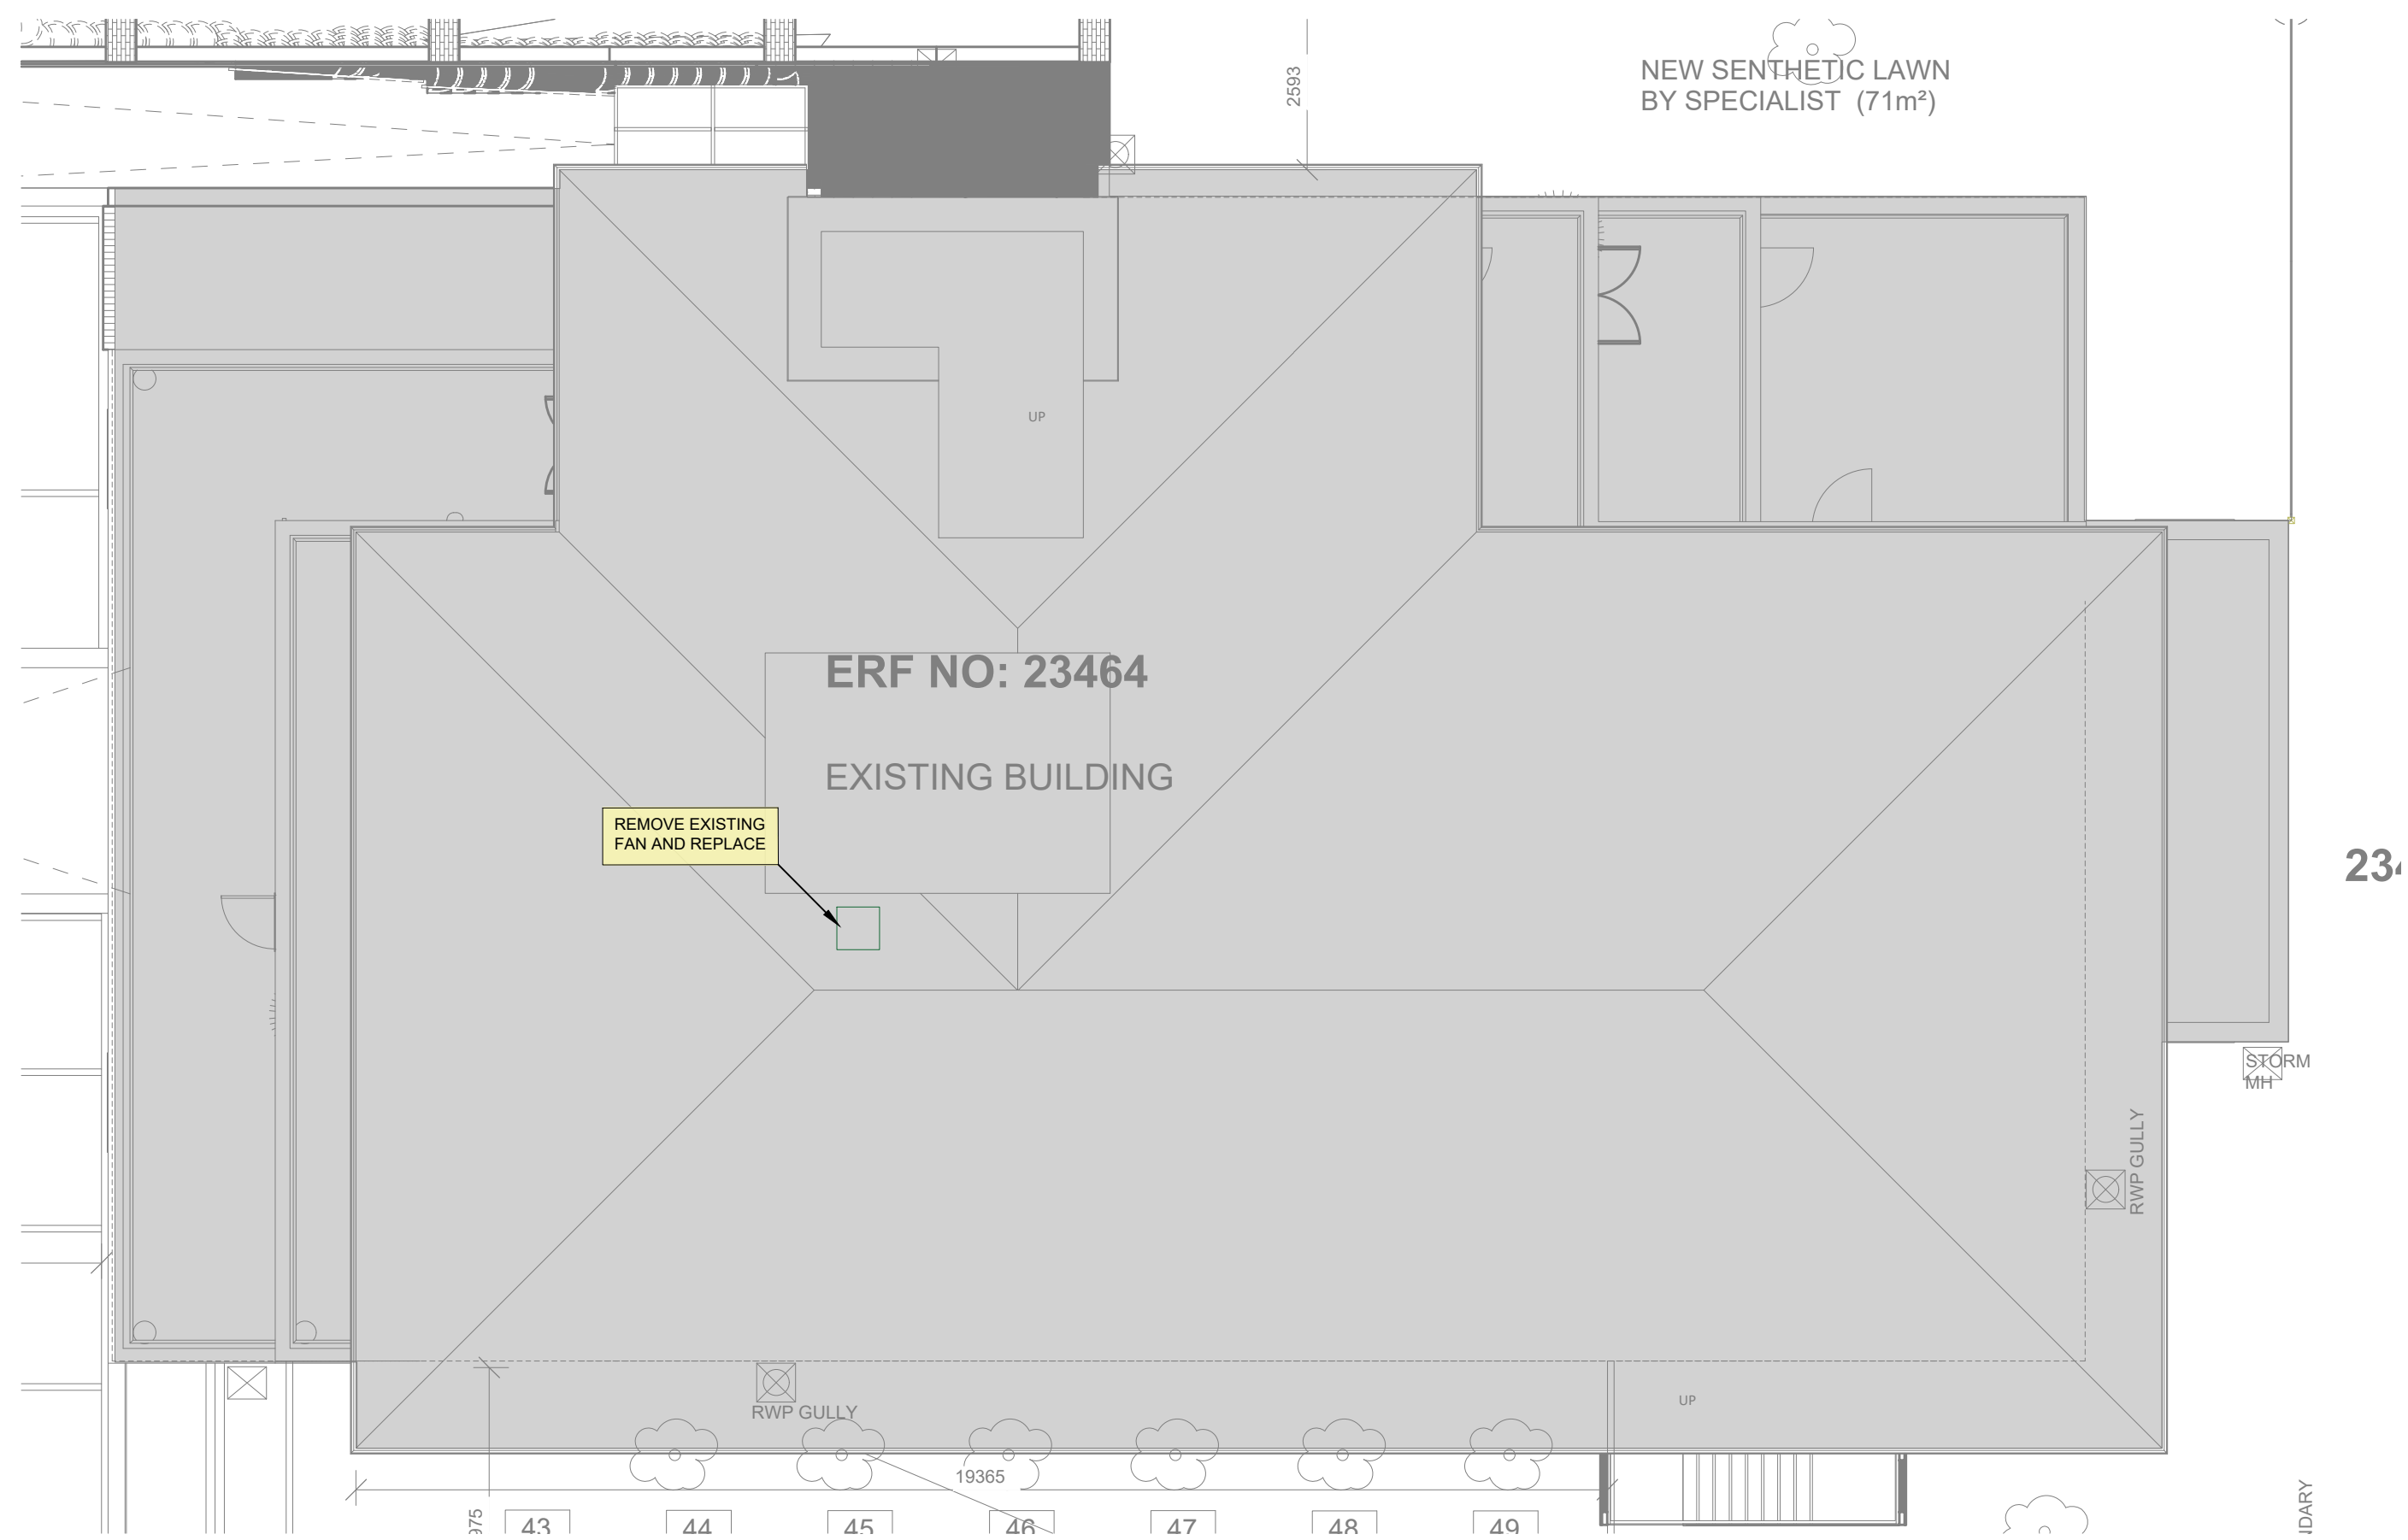 2593
NEW SENTHETIC LAWN
BY SPECIALIST (71m²)
UP
ERF NO: 23464
EXISTING BUILDING
REMOVE EXISTING
FAN AND REPLACE
234
STORM
MH
RWP GULLY
RWP GULLY
UP
19365
975
43
44
45
46
47
48
49
NDARY